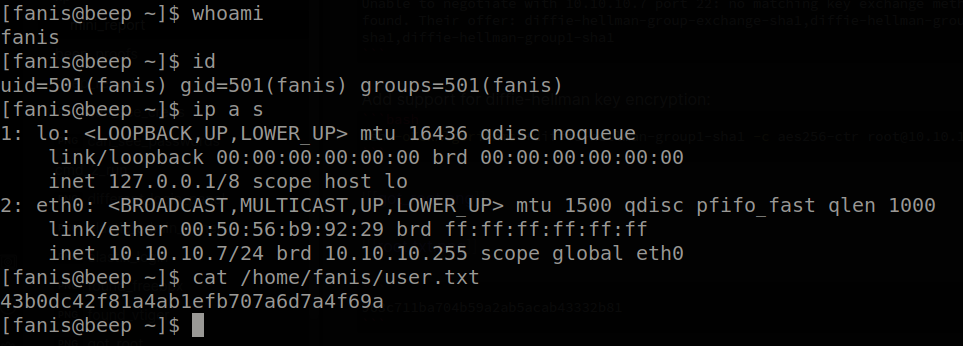 [fanis@beep ~]$ whoami
fanis
[fanis@beep ~]$ id
uid=501(fanis) gid=501(fanis) groups=501(fanis)
[fanis@beep ~]$ ip a s
1: lo: <LOOPBACK,UP,LOWER_UP> mtu 16436 qdisc noqueue
    link/loopback 00:00:00:00:00:00 brd 00:00:00:00:00:00
    inet 127.0.0.1/8 scope host lo
2: eth0: <BROADCAST,MULTICAST,UP,LOWER_UP> mtu 1500 qdisc pfifo_fast qlen 1000
    link/ether 00:50:56:b9:92:29 brd ff:ff:ff:ff:ff:ff
    inet 10.10.10.7/24 brd 10.10.10.255 scope global eth0
[fanis@beep ~]$ cat /home/fanis/user.txt
43b0dc42f81a4ab1efb707a6d7a4f69a
[fanis@beep ~]$